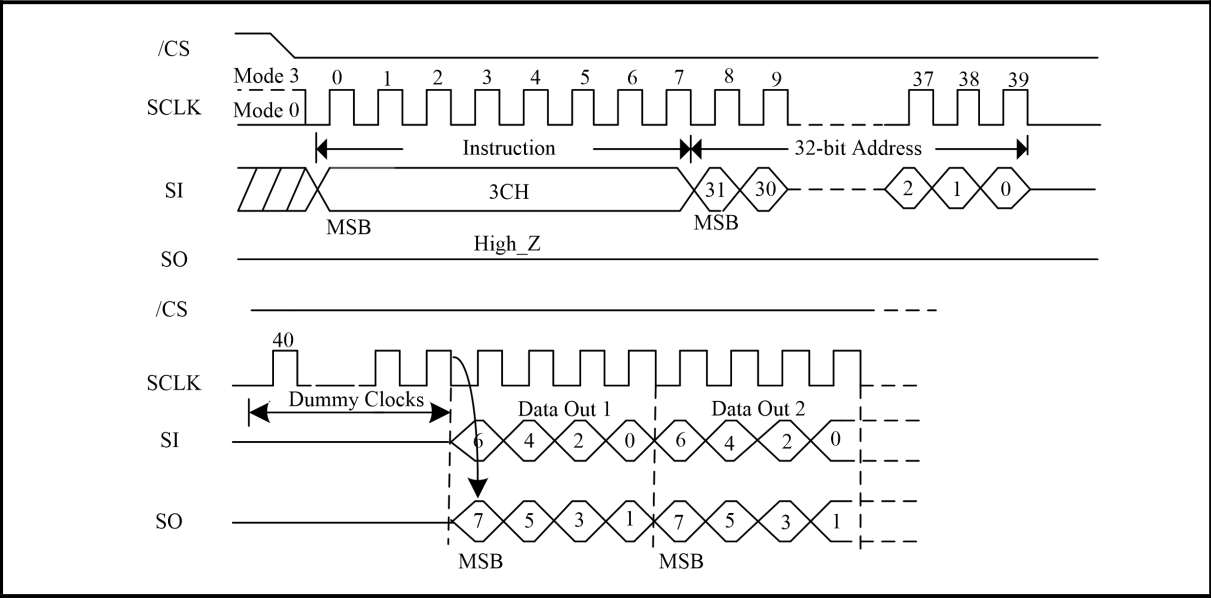 /CS
Mode 3 0 1 2 3 4 5 6 7 8 9 37 38 39
SCLK Mode 0
Instruction 32-bit Address
SI 3CH 31 30 2 1 0
MSB MSB
High_Z
SO
/CS
40
SCLK
Dummy Clocks Data Out 1 Data Out 2
SI 6 4 2 0 6 4 2 0
SO 7 5 3 1 7 5 3 1
MSB MSB